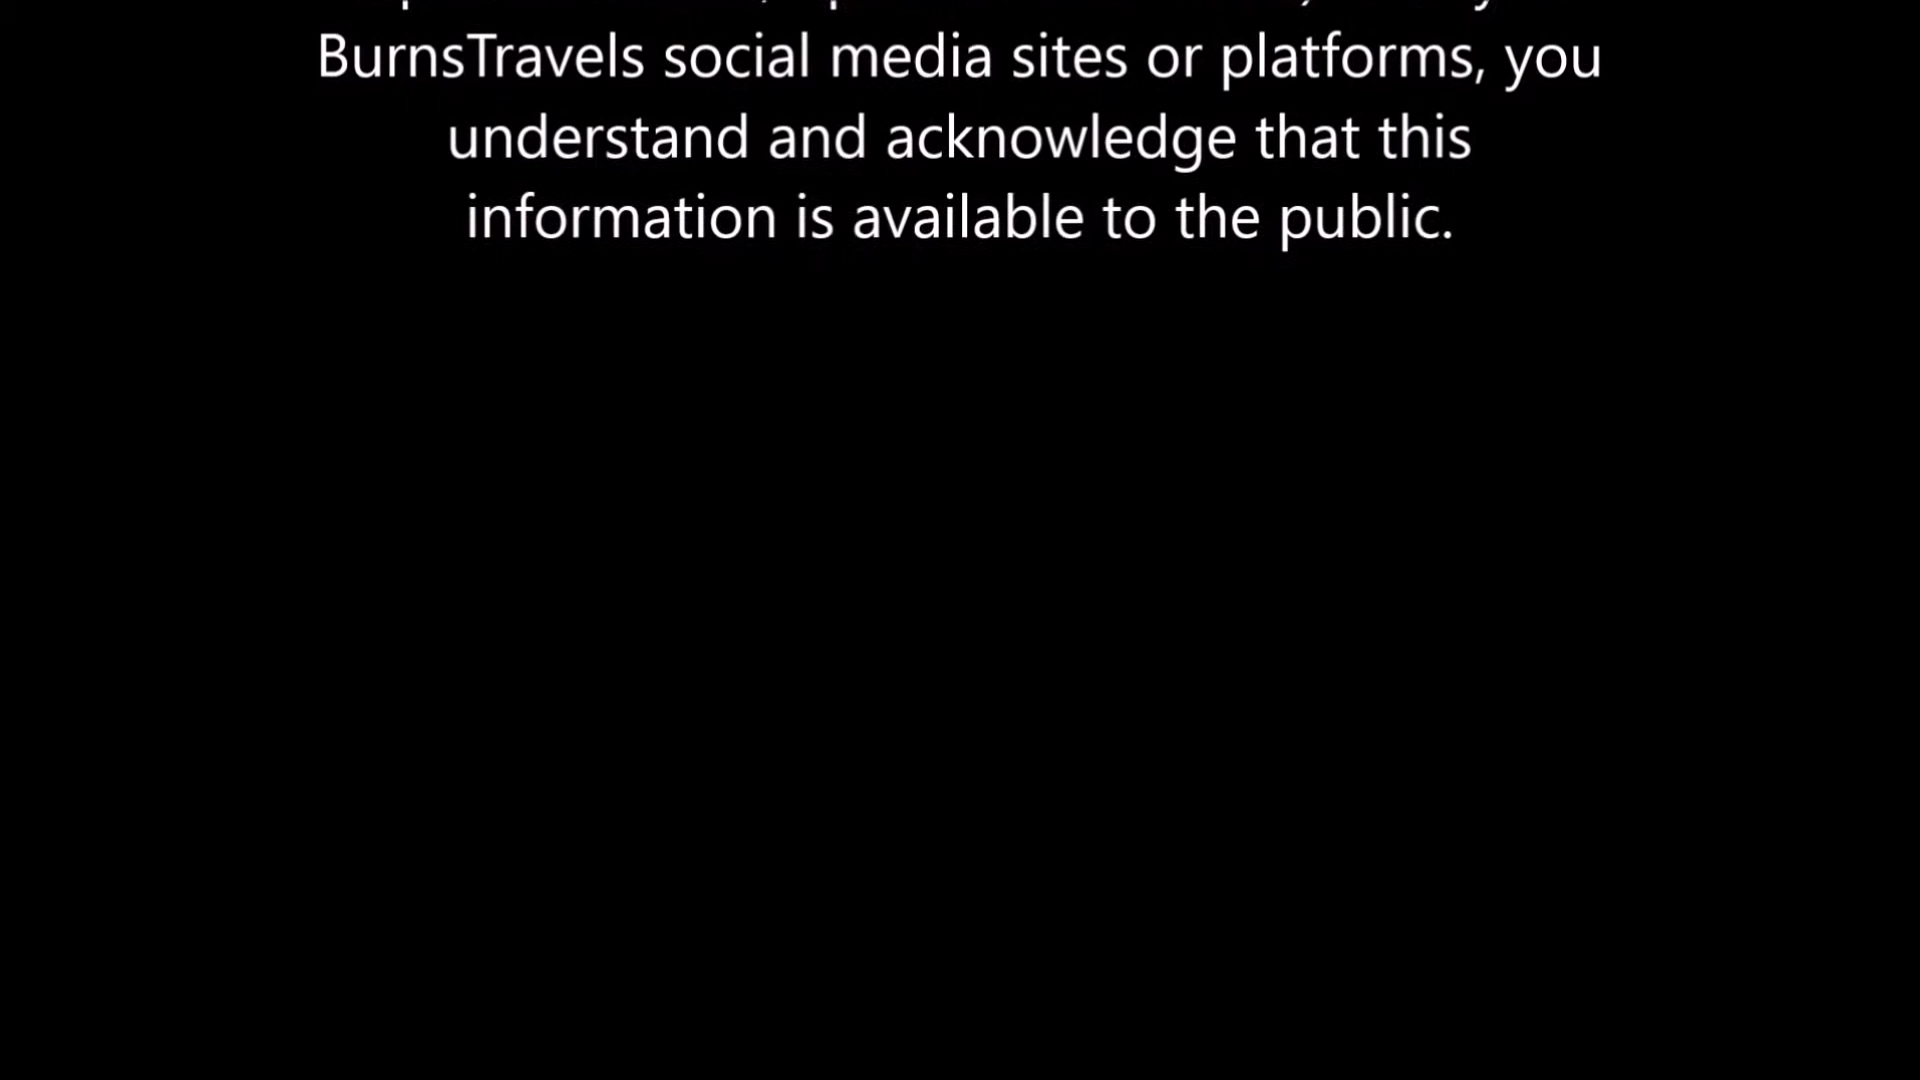 BurnsTravels social media sites or platforms, you
understand and acknowledge that this
information is available to the public.